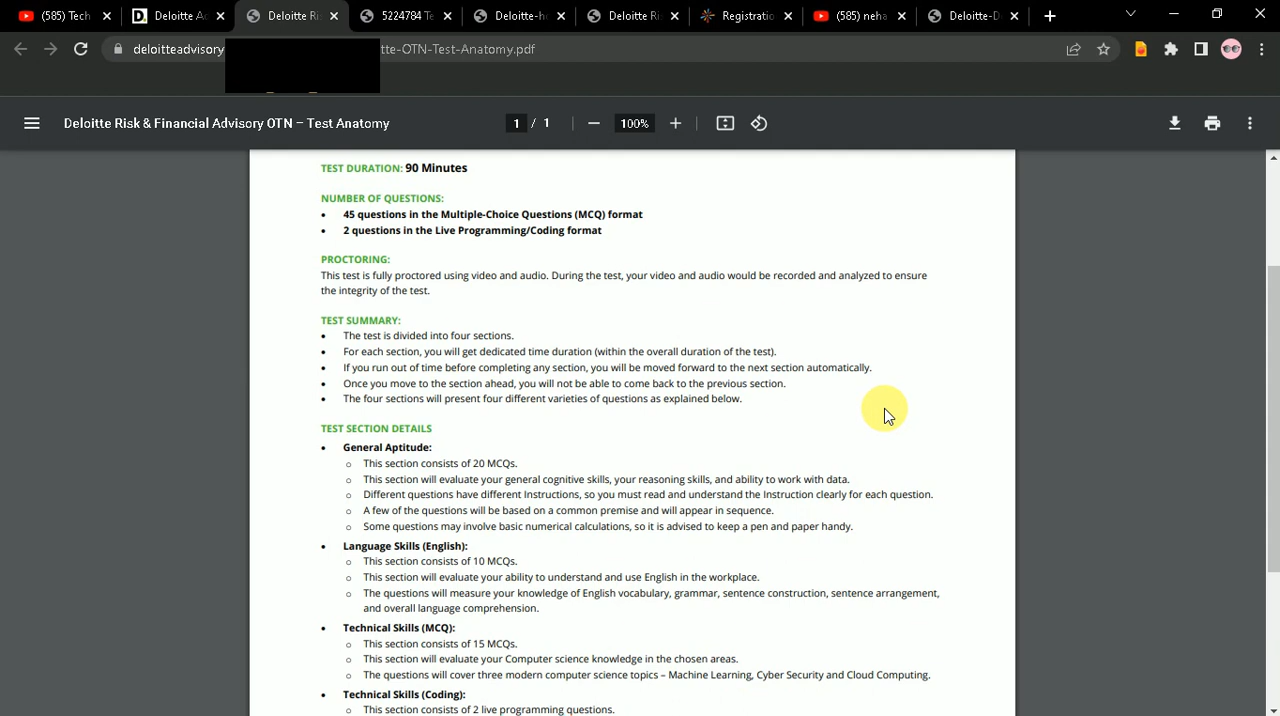 (585) Tech
Deloitte Ac
Deloitte Ri
5224784 Te
Deloitte-h
Deloitte Ri
Registratio
(585) neha
Deloitte-D
deloitteadvisory
tte-OTN-Test-Anatomy.pdf
Deloitte Risk & Financial Advisory OTN – Test Anatomy
1 / 1
100%
TEST DURATION: 90 Minutes
NUMBER OF QUESTIONS:
• 45 questions in the Multiple-Choice Questions (MCQ) format
• 2 questions in the Live Programming/Coding format
PROCTORING:
This test is fully proctored using video and audio. During the test, your video and audio would be recorded and analyzed to ensure
the integrity of the test.
TEST SUMMARY:
• The test is divided into four sections.
• For each section, you will get dedicated time duration (within the overall duration of the test).
• If you run out of time before completing any section, you will be moved forward to the next section automatically.
• Once you move to the section ahead, you will not be able to come back to the previous section.
• The four sections will present four different varieties of questions as explained below.
TEST SECTION DETAILS
• General Aptitude:
o This section consists of 20 MCQs.
o This section will evaluate your general cognitive skills, your reasoning skills, and ability to work with data.
o Different questions have different Instructions, so you must read and understand the Instruction clearly for each question.
o A few of the questions will be based on a common premise and will appear in sequence.
o Some questions may involve basic numerical calculations, so it is advised to keep a pen and paper handy.
• Language Skills (English):
o This section consists of 10 MCQs.
o This section will evaluate your ability to understand and use English in the workplace.
o The questions will measure your knowledge of English vocabulary, grammar, sentence construction, sentence arrangement,
and overall language comprehension.
• Technical Skills (MCQ):
o This section consists of 15 MCQs.
o This section will evaluate your Computer science knowledge in the chosen areas.
o The questions will cover three modern computer science topics – Machine Learning, Cyber Security and Cloud Computing.
• Technical Skills (Coding):
o This section consists of 2 live programming questions.